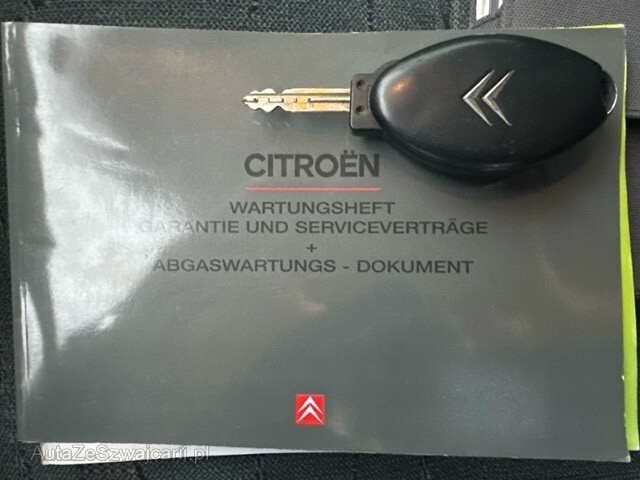 CITROËN
WARTUNGSHEFT
GARANTIE UND SERVICEVERTRÄGE
+
ABGASWARTUNGS - DOKUMENT
AutaZeSzwajcarii.pl